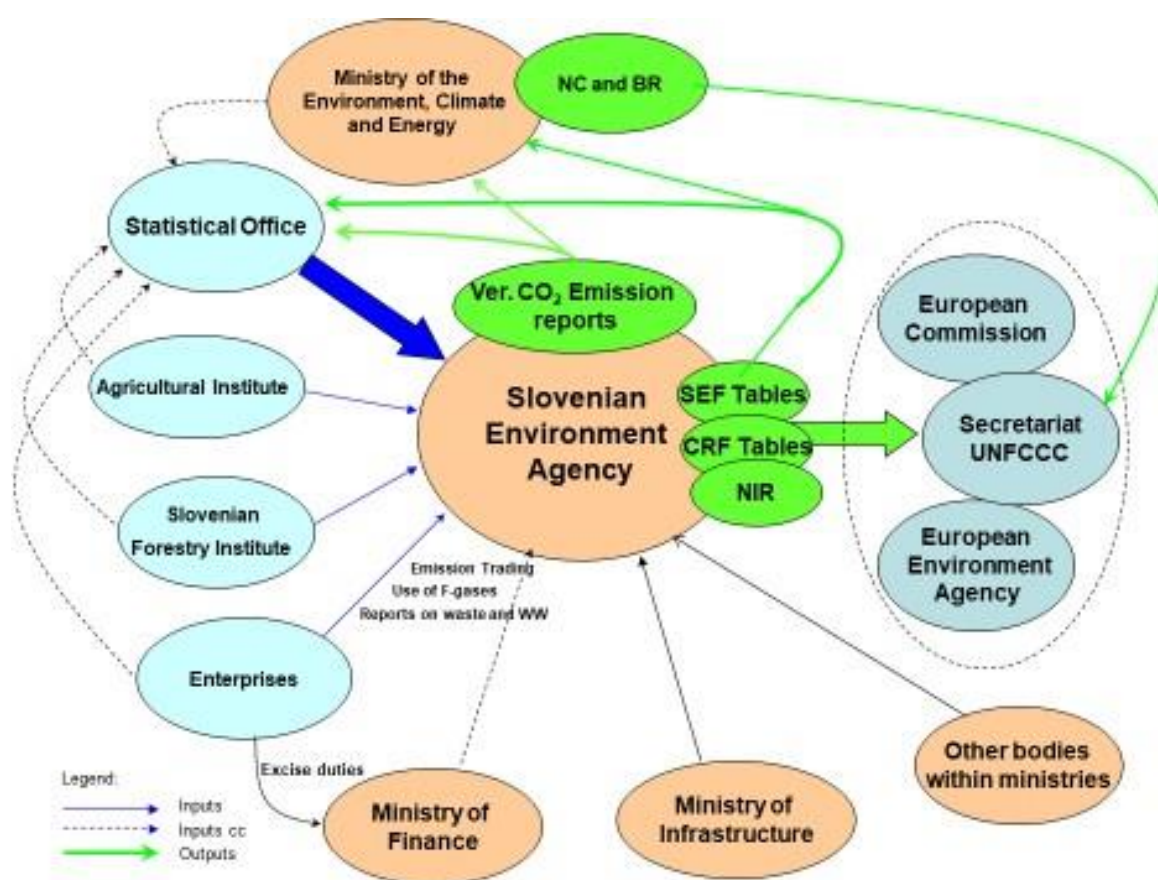 Ministry of the
Environment, Climate
and Energy
NC and BR
Statistical Office
Ver. CO₂ Emission
reports
European
Commission
Agricultural Institute
Slovenian
Environment
Agency
SEF Tables
CRF Tables
NIR
Secretariat
UNFCCC
Slovenian
Forestry Institute
European
Environment
Agency
Emission Trading
Use of F-gases
Reports on waste and WW
Enterprises
Excise duties
Other bodies
within ministries
Ministry of
Finance
Ministry of
Infrastructure
Legend:
Inputs
Inputs cc
Outputs